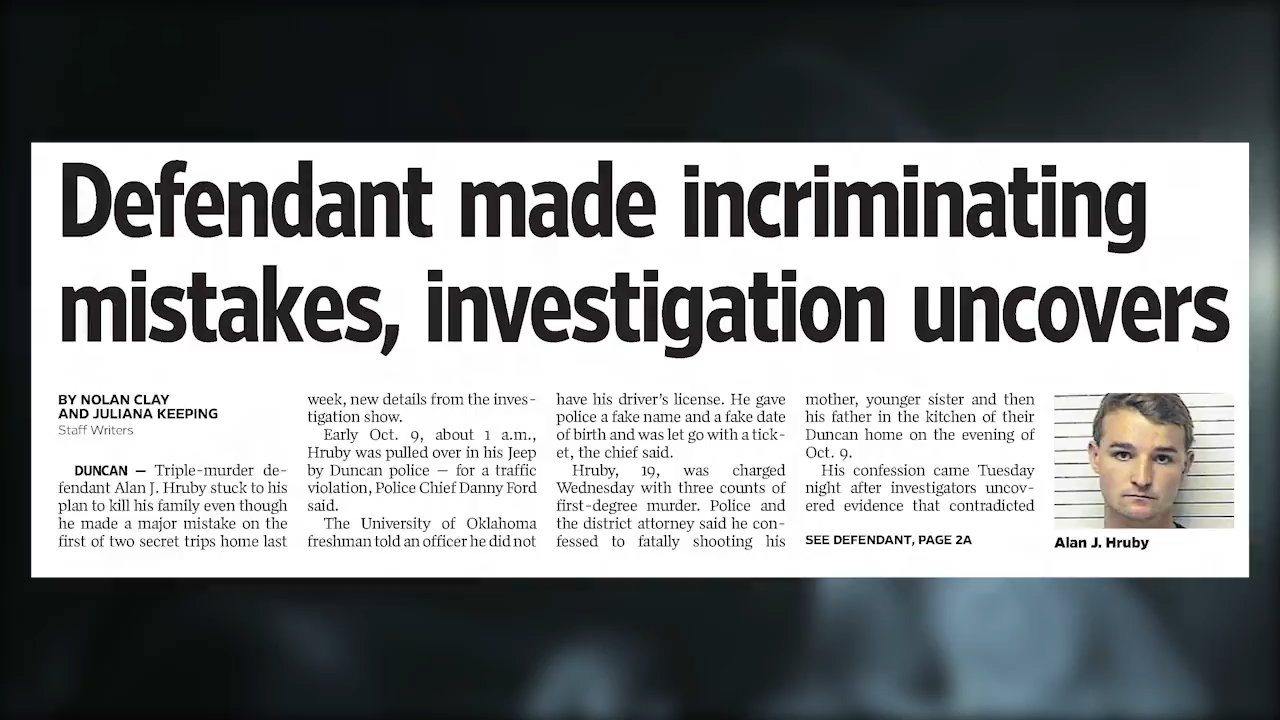 Defendant made incriminating
mistakes, investigation uncovers
BY NOLAN CLAY
AND JULIANA KEEPING
Staff Writers
DUNCAN — Triple-murder de-
fendant Alan J. Hruby stuck to his
plan to kill his family even though
he made a major mistake on the
first of two secret trips home last
week, new details from the inves-
tigation show.
Early Oct. 9, about 1 a.m.,
Hruby was pulled over in his Jeep
by Duncan police — for a traffic
violation, Police Chief Danny Ford
said.
The University of Oklahoma
freshman told an officer he did not
have his driver's license. He gave
police a fake name and a fake date
of birth and was let go with a tick-
et, the chief said.
Hruby, 19, was charged
Wednesday with three counts of
first-degree murder. Police and
the district attorney said he con-
fessed to fatally shooting his
mother, younger sister and then
his father in the kitchen of their
Duncan home on the evening of
Oct. 9.
His confession came Tuesday
night after investigators uncov-
ered evidence that contradicted
SEE DEFENDANT, PAGE 2A
Alan J. Hruby